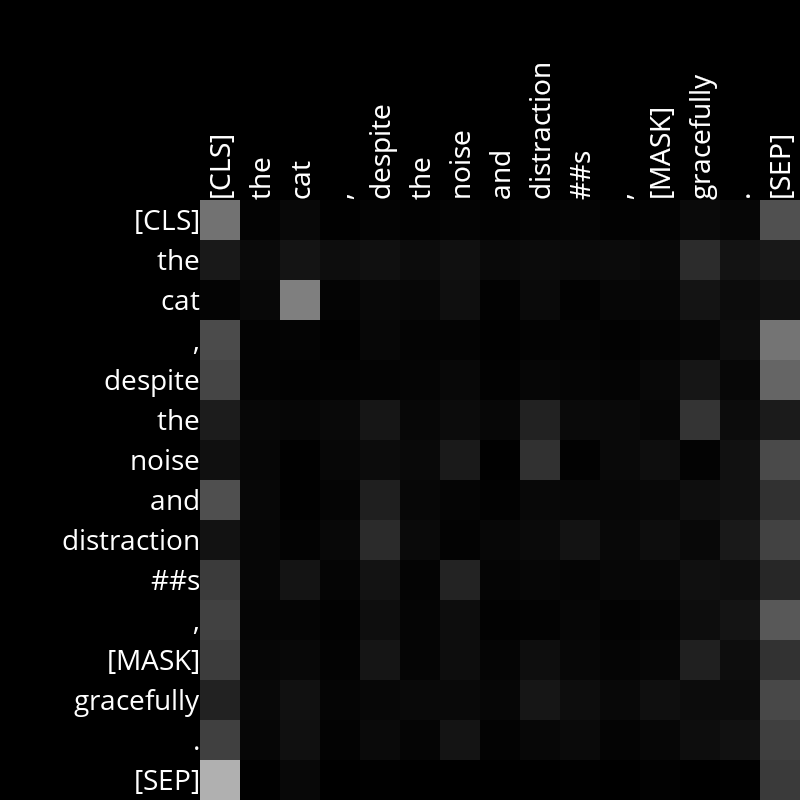 [CLS]
the
cat
,
despite
the
noise
and
distraction
##s
,
[MASK]
gracefully
.
[SEP]
[CLS]
the
cat
,
despite
the
noise
and
distraction
##s
,
[MASK]
gracefully
.
[SEP]